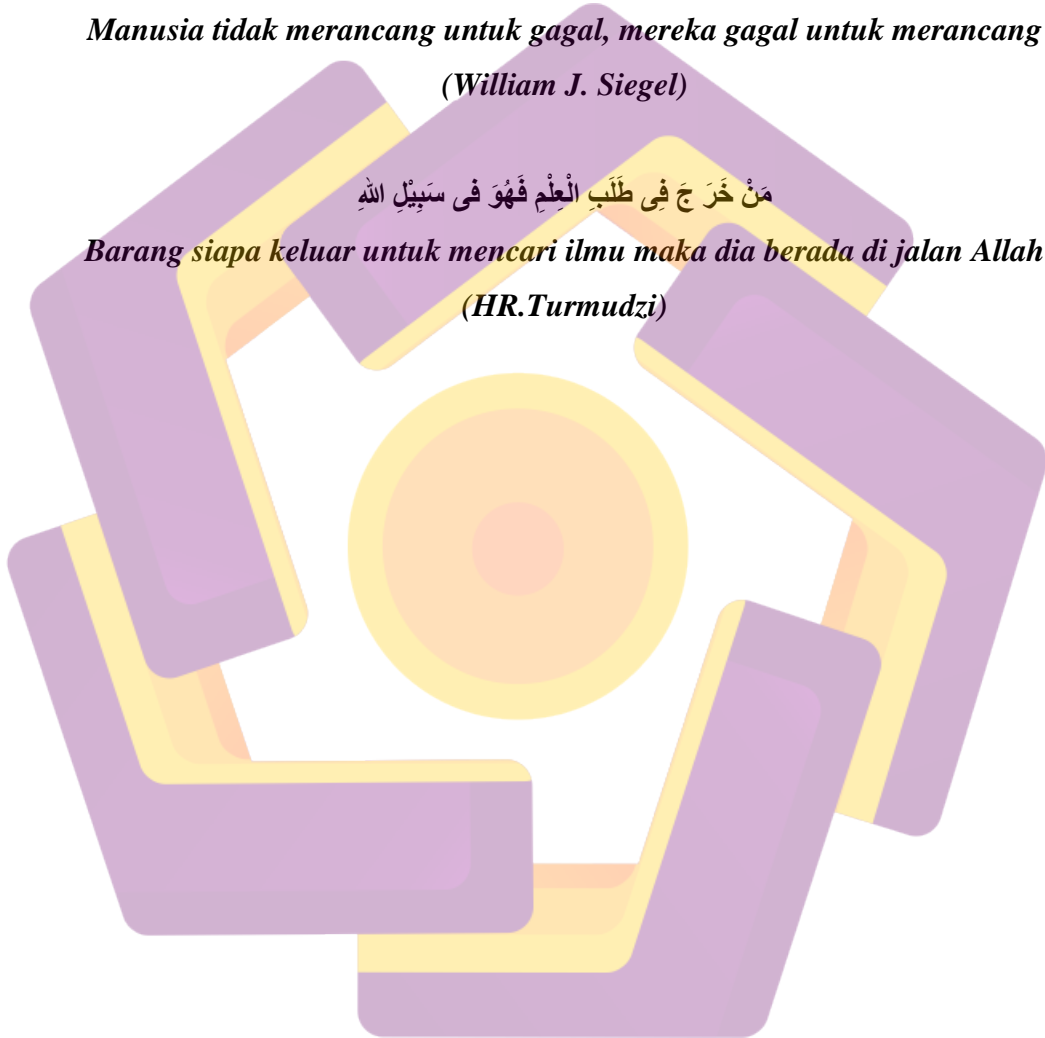 Manusia tidak merancang untuk gagal, mereka gagal untuk merancang
(William J. Siegel)
مَنْ خَرَ جَ فِى طَلَبِ الْعِلْمِ فَهُوَ فى سَبِيْلِ اللهِ
Barang siapa keluar untuk mencari ilmu maka dia berada di jalan Allah
(HR.Turmudzi)